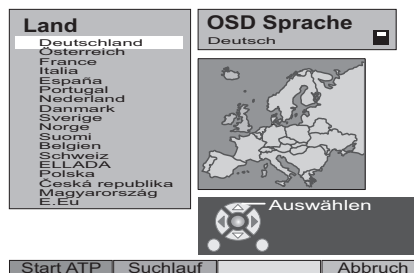 Land
Deutschland
Österreich
France
Italia
España
Portugal
Nederland
Danmark
Sverige
Norge
Suomi
Belgien
Schweiz
ELLADA
Polska
Česká republika
Magyarország
E.Eu
OSD Sprache
Deutsch
Auswählen
Start ATP
Suchlauf
Abbruch